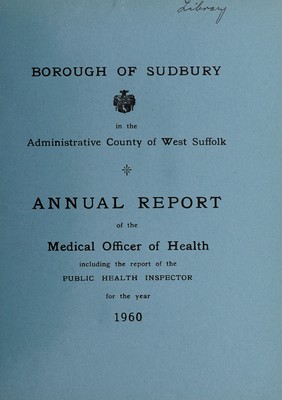 Library
BOROUGH OF SUDBURY
in the
Administrative County of West Suffolk
ANNUAL REPORT
of the
Medical Officer of Health
including the report of the
PUBLIC HEALTH INSPECTOR
for the year
1960